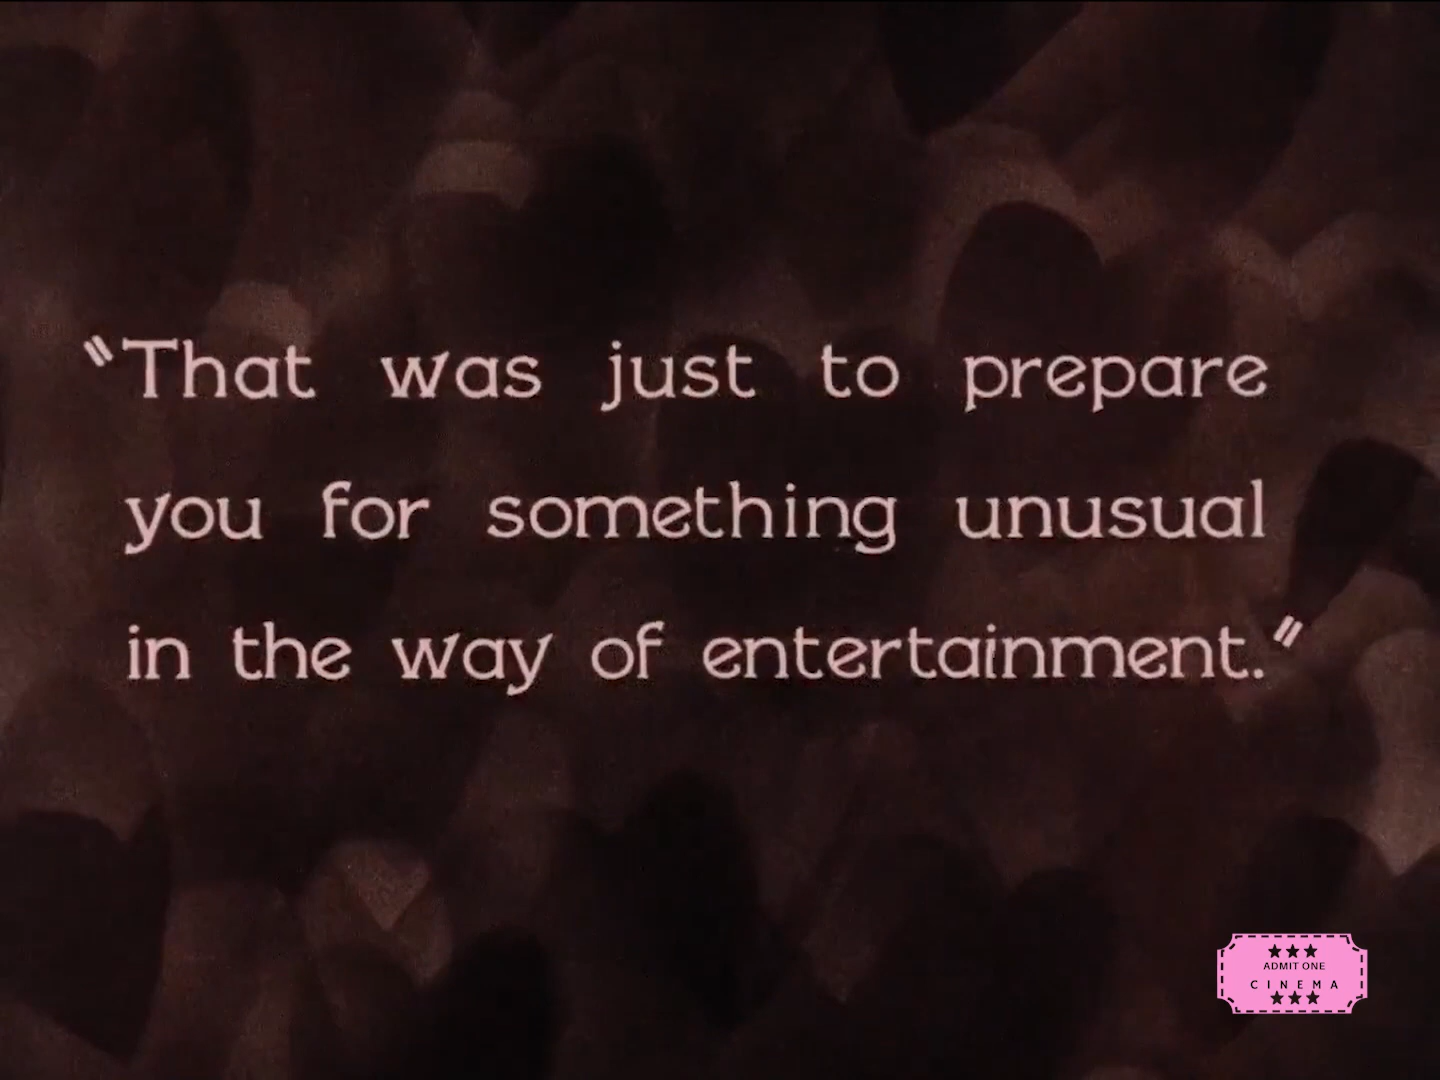 “That was just to prepare
you for something unusual
in the way of entertainment.”
ADMIT ONE
CINEMA